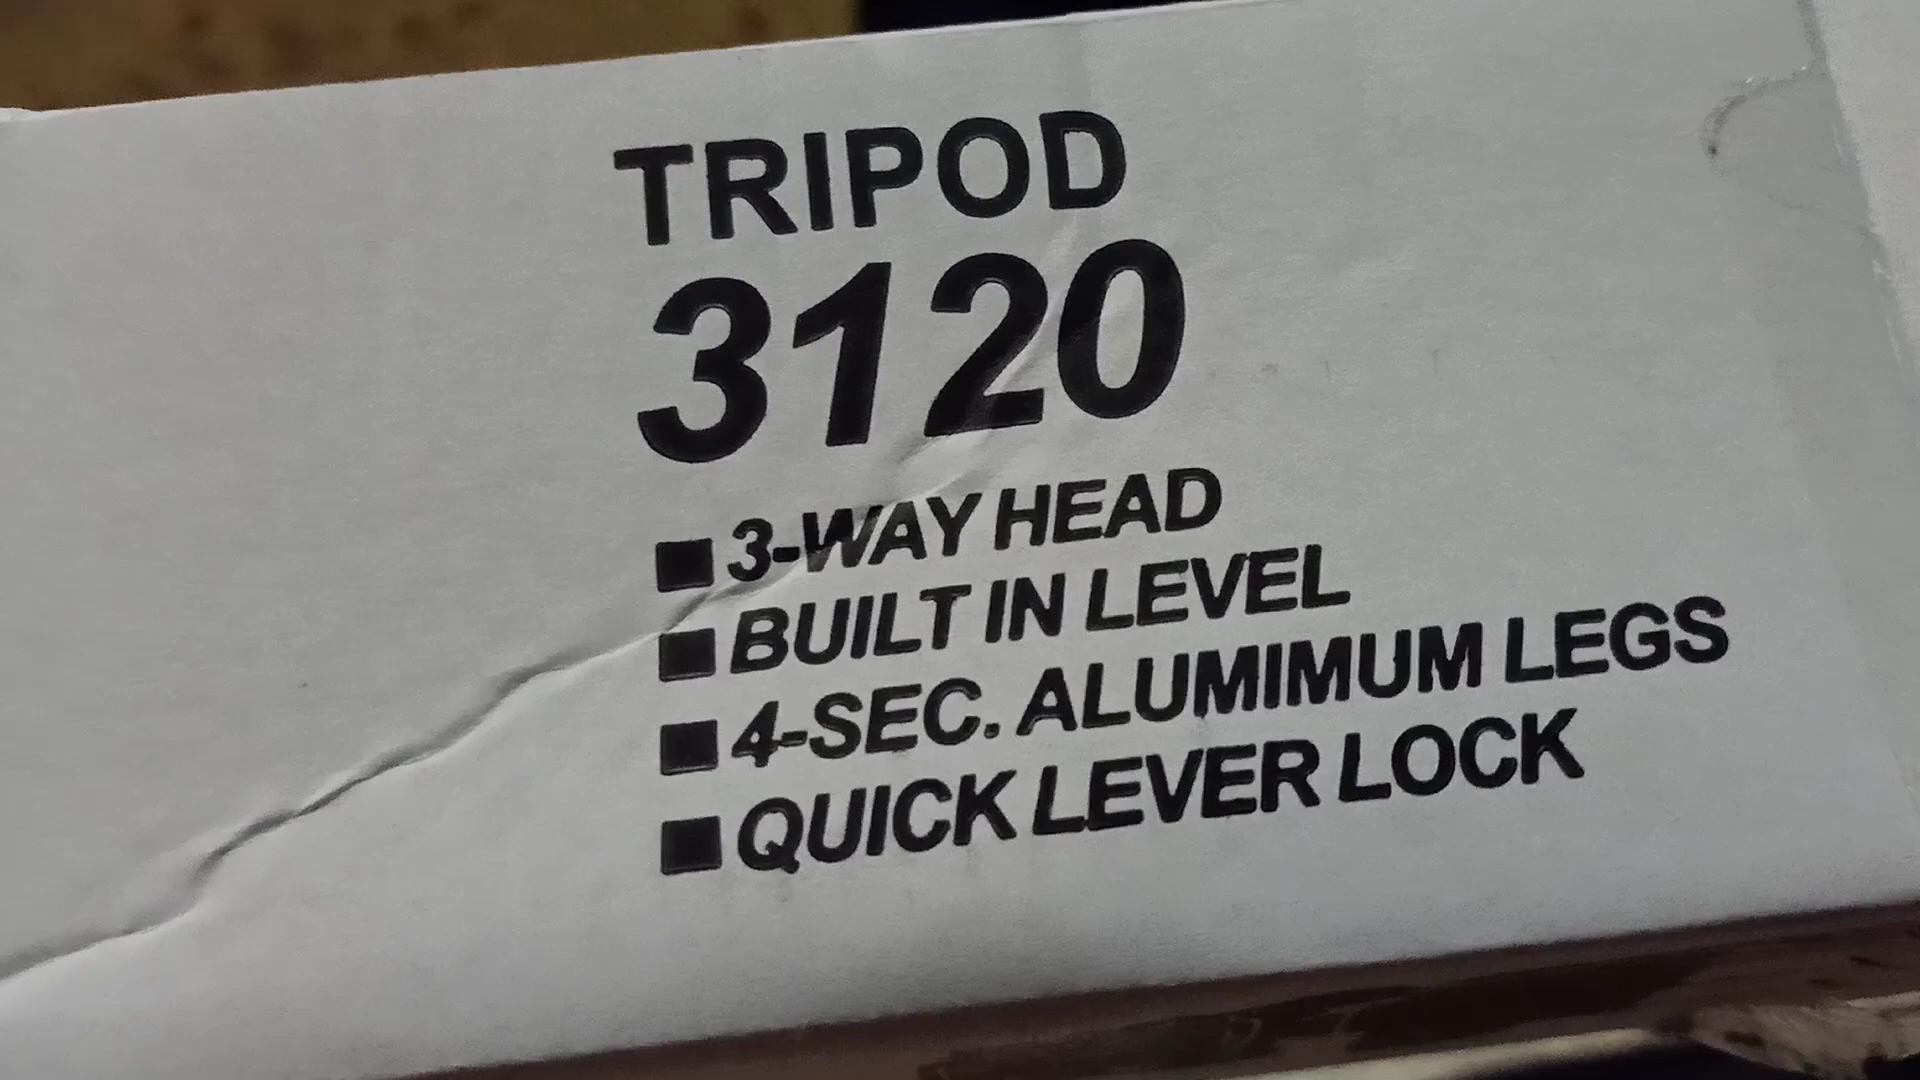 TRIPOD
3120
■ 3-WAY HEAD
■ BUILT IN LEVEL
■ 4-SEC. ALUMIMUM LEGS
■ QUICK LEVER LOCK